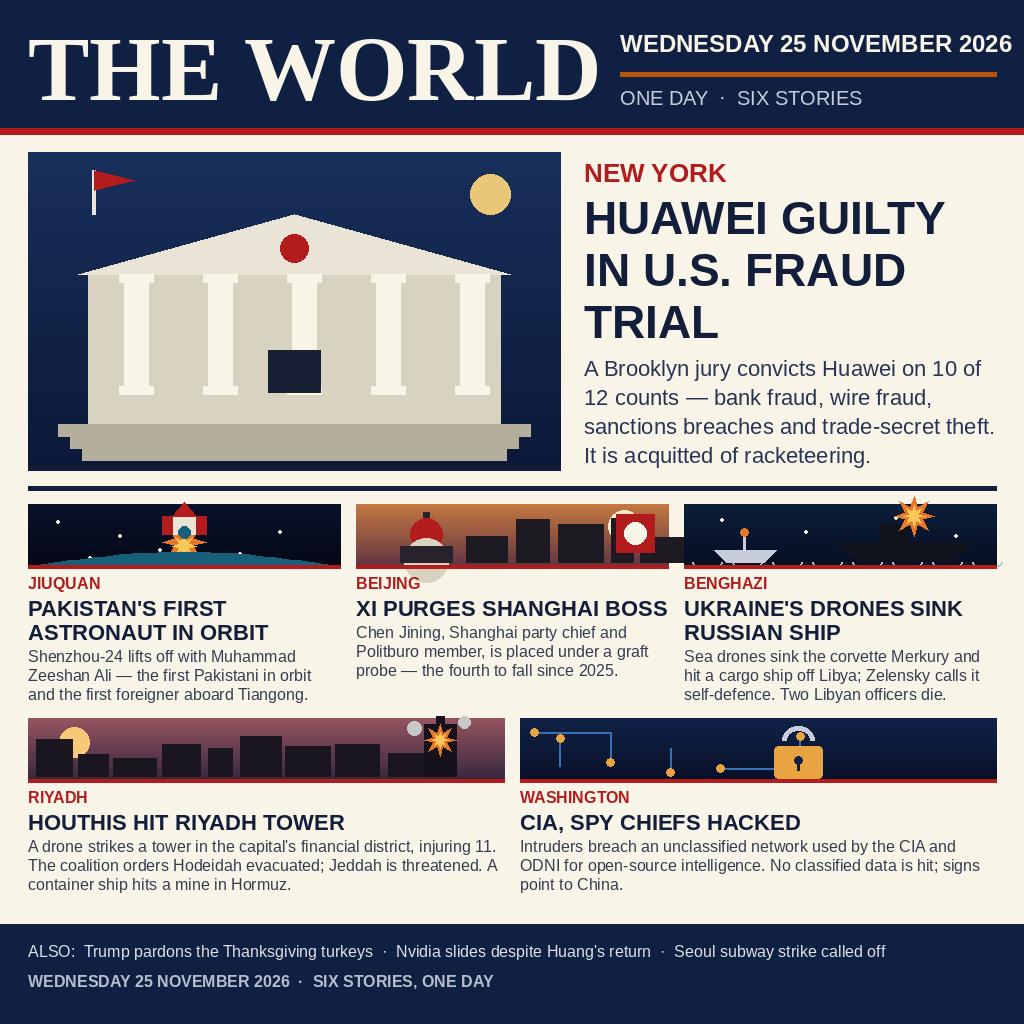 THE WORLD
WEDNESDAY 25 NOVEMBER 2026
ONE DAY · SIX STORIES
NEW YORK
HUAWEI GUILTY
IN U.S. FRAUD
TRIAL
A Brooklyn jury convicts Huawei on 10 of
12 counts — bank fraud, wire fraud,
sanctions breaches and trade-secret theft.
It is acquitted of racketeering.
JIUQUAN
PAKISTAN'S FIRST
ASTRONAUT IN ORBIT
Shenzhou-24 lifts off with Muhammad
Zeeshan Ali — the first Pakistani in orbit
and the first foreigner aboard Tiangong.
BEIJING
XI PURGES SHANGHAI BOSS
Chen Jining, Shanghai party chief and
Politburo member, is placed under a graft
probe — the fourth to fall since 2025.
BENGHAZI
UKRAINE'S DRONES SINK
RUSSIAN SHIP
Sea drones sink the corvette Merkury and
hit a cargo ship off Libya; Zelensky calls it
self-defence. Two Libyan officers die.
RIYADH
HOUTHIS HIT RIYADH TOWER
A drone strikes a tower in the capital's financial district, injuring 11.
The coalition orders Hodeidah evacuated; Jeddah is threatened. A
container ship hits a mine in Hormuz.
WASHINGTON
CIA, SPY CHIEFS HACKED
Intruders breach an unclassified network used by the CIA and
ODNI for open-source intelligence. No classified data is hit; signs
point to China.
ALSO: Trump pardons the Thanksgiving turkeys · Nvidia slides despite Huang's return · Seoul subway strike called off
WEDNESDAY 25 NOVEMBER 2026 · SIX STORIES, ONE DAY